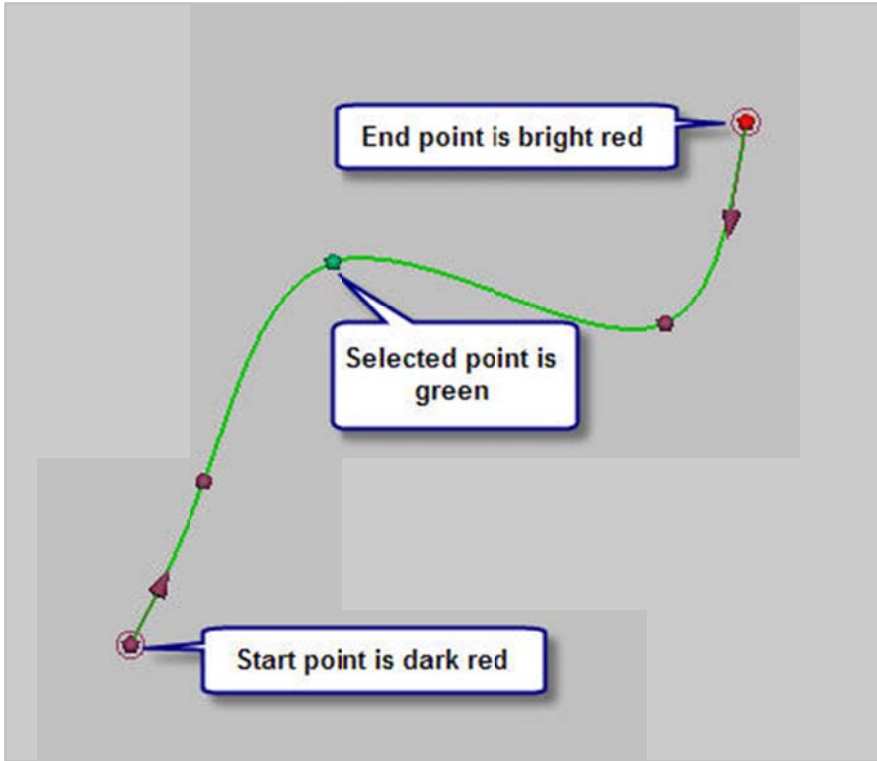 End point is bright red
Selected point is
green
Start point is dark red